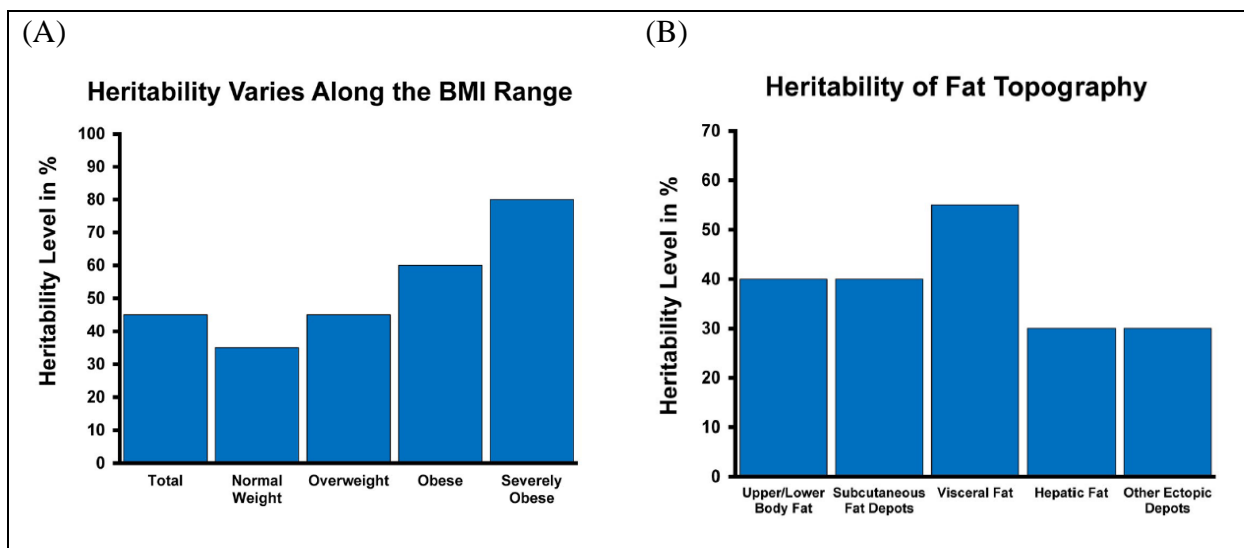 (A)
Heritability Varies Along the BMI Range
Heritability Level in %
100
90
80
70
60
50
40
30
20
10
0
Total
Normal
Weight
Overweight
Obese
Severely
Obese
(B)
Heritability of Fat Topography
Heritability Level in %
70
60
50
40
30
20
10
0
Upper/Lower
Body Fat
Subcutaneous
Fat Depots
Visceral Fat
Hepatic Fat
Other Ectopic
Depots